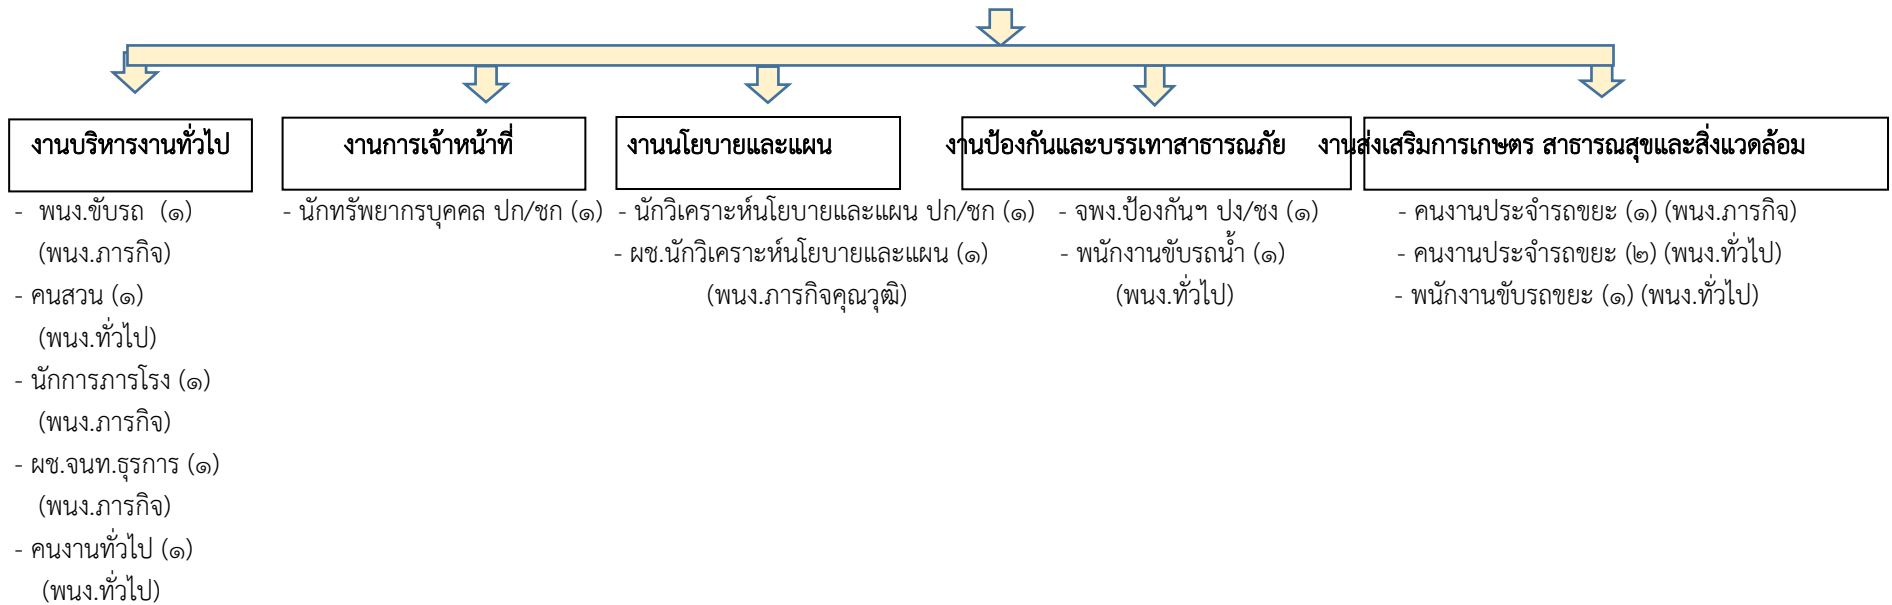 งานบริหารงานทั่วไป
- พนง.ขับรถ (๑)
(พนง.ภารกิจ)
- คนสวน (๑)
(พนง.ทั่วไป)
- นักการภารโรง (๑)
(พนง.ภารกิจ)
- ผช.จนท.ธุรการ (๑)
(พนง.ภารกิจ)
- คนงานทั่วไป (๑)
(พนง.ทั่วไป)
งานการเจ้าหน้าที่
- นักทรัพยากรบุคคล ปก/ชก (๑)
งานนโยบายและแผน
- นักวิเคราะห์นโยบายและแผน ปก/ชก (๑)
- ผช.นักวิเคราะห์นโยบายและแผน (๑)
(พนง.ภารกิจคุณวุฒิ)
งานป้องกันและบรรเทาสาธารณภัย
- จพง.ป้องกันฯ ปง/ชง (๑)
- พนักงานขับรถน้ำ (๑)
(พนง.ทั่วไป)
งานส่งเสริมการเกษตร สาธารณสุขและสิ่งแวดล้อม
- คนงานประจำรถขยะ (๑) (พนง.ภารกิจ)
- คนงานประจำรถขยะ (๒) (พนง.ทั่วไป)
- พนักงานขับรถขยะ (๑) (พนง.ทั่วไป)